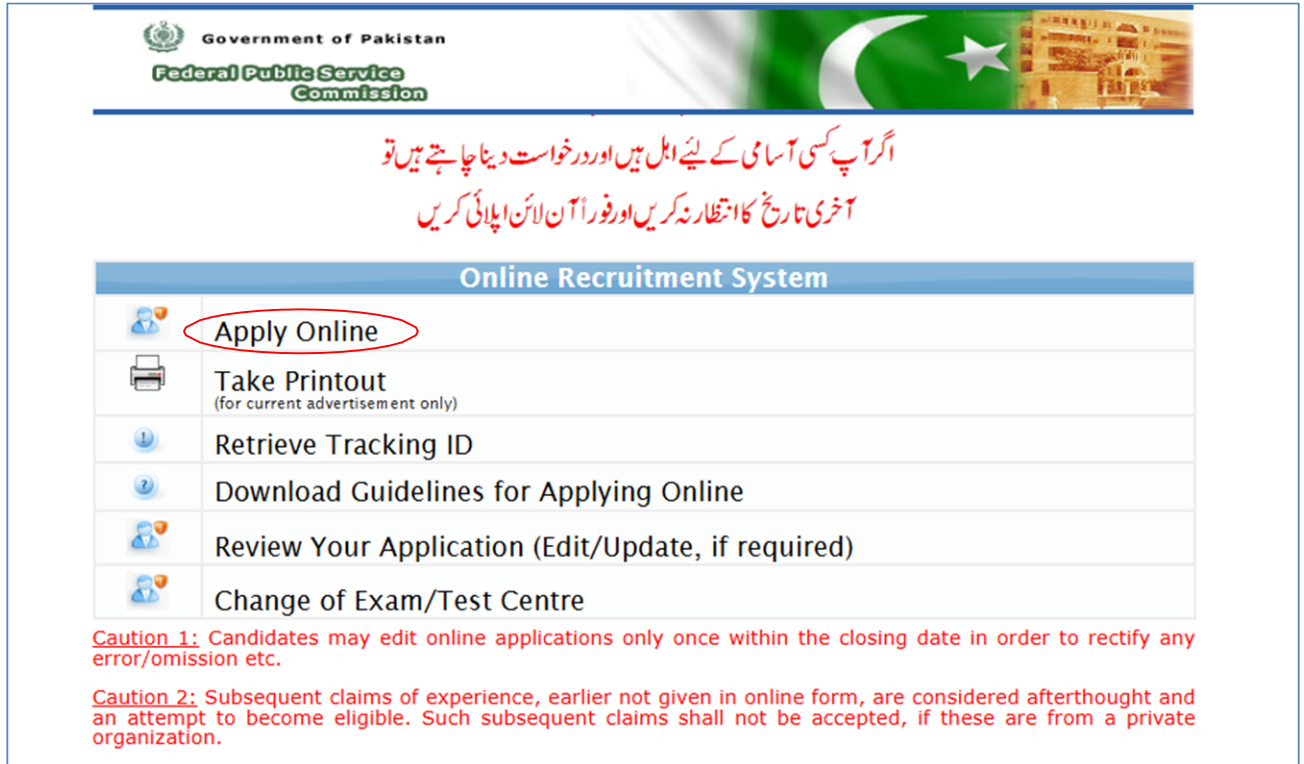 Government of Pakistan
Federal Public Service
Commission
اگر آپ کسی آسامی کے لیئے اہل ہیں اور درخواست دینا چاہتے ہیں تو
آخری تاریخ کا انتظار نہ کریں اور فوراً آن لائن اپلائی کریں
Online Recruitment System
Apply Online
Take Printout
(for current advertisement only)
Retrieve Tracking ID
Download Guidelines for Applying Online
Review Your Application (Edit/Update, if required)
Change of Exam/Test Centre
Caution 1: Candidates may edit online applications only once within the closing date in order to rectify any
error/omission etc.
Caution 2: Subsequent claims of experience, earlier not given in online form, are considered afterthought and
an attempt to become eligible. Such subsequent claims shall not be accepted, if these are from a private
organization.